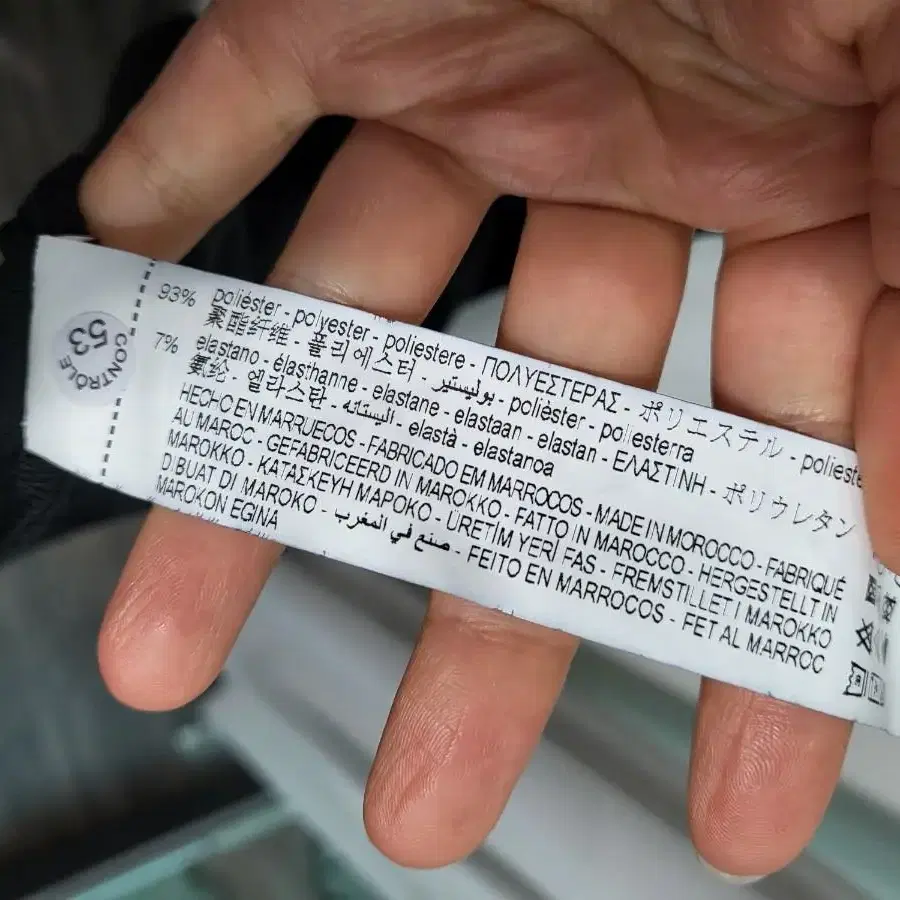 CONTRÔLE
53
93% poliéster - polyester - poliestere - ΠΟΛΥΕΣΤΕΡΑΣ - ポリエステル - polieste
聚酯纤维 - 폴리에스터 - بوليستير - polièster - poliesterra
7% elastano - élasthanne - elastane - elastaan - elastan - ΕΛΑΣΤΙΝΗ - ポリウレタン
氨纶 - 엘라스탄 - اليستانه - elastà - elastanoa
HECHO EN MARRUECOS - FABRICADO EM MARROCOS - MADE IN MOROCCO - FABRIQUÉ
AU MAROC - GEFABRICEERD IN MAROKKO - FATTO IN MAROCCO - HERGESTELLT IN
MAROKKO - ΚΑΤΑΣΚΕΥΗ ΜΑΡΟΚΟ - ÜRETİM YERİ FAS - FREMSTILLET I MAROKKO
DIBUAT DI MAROKO - صنع في المغرب - FEITO EN MARROCOS - FET AL MARROC
MAROKON EGINA